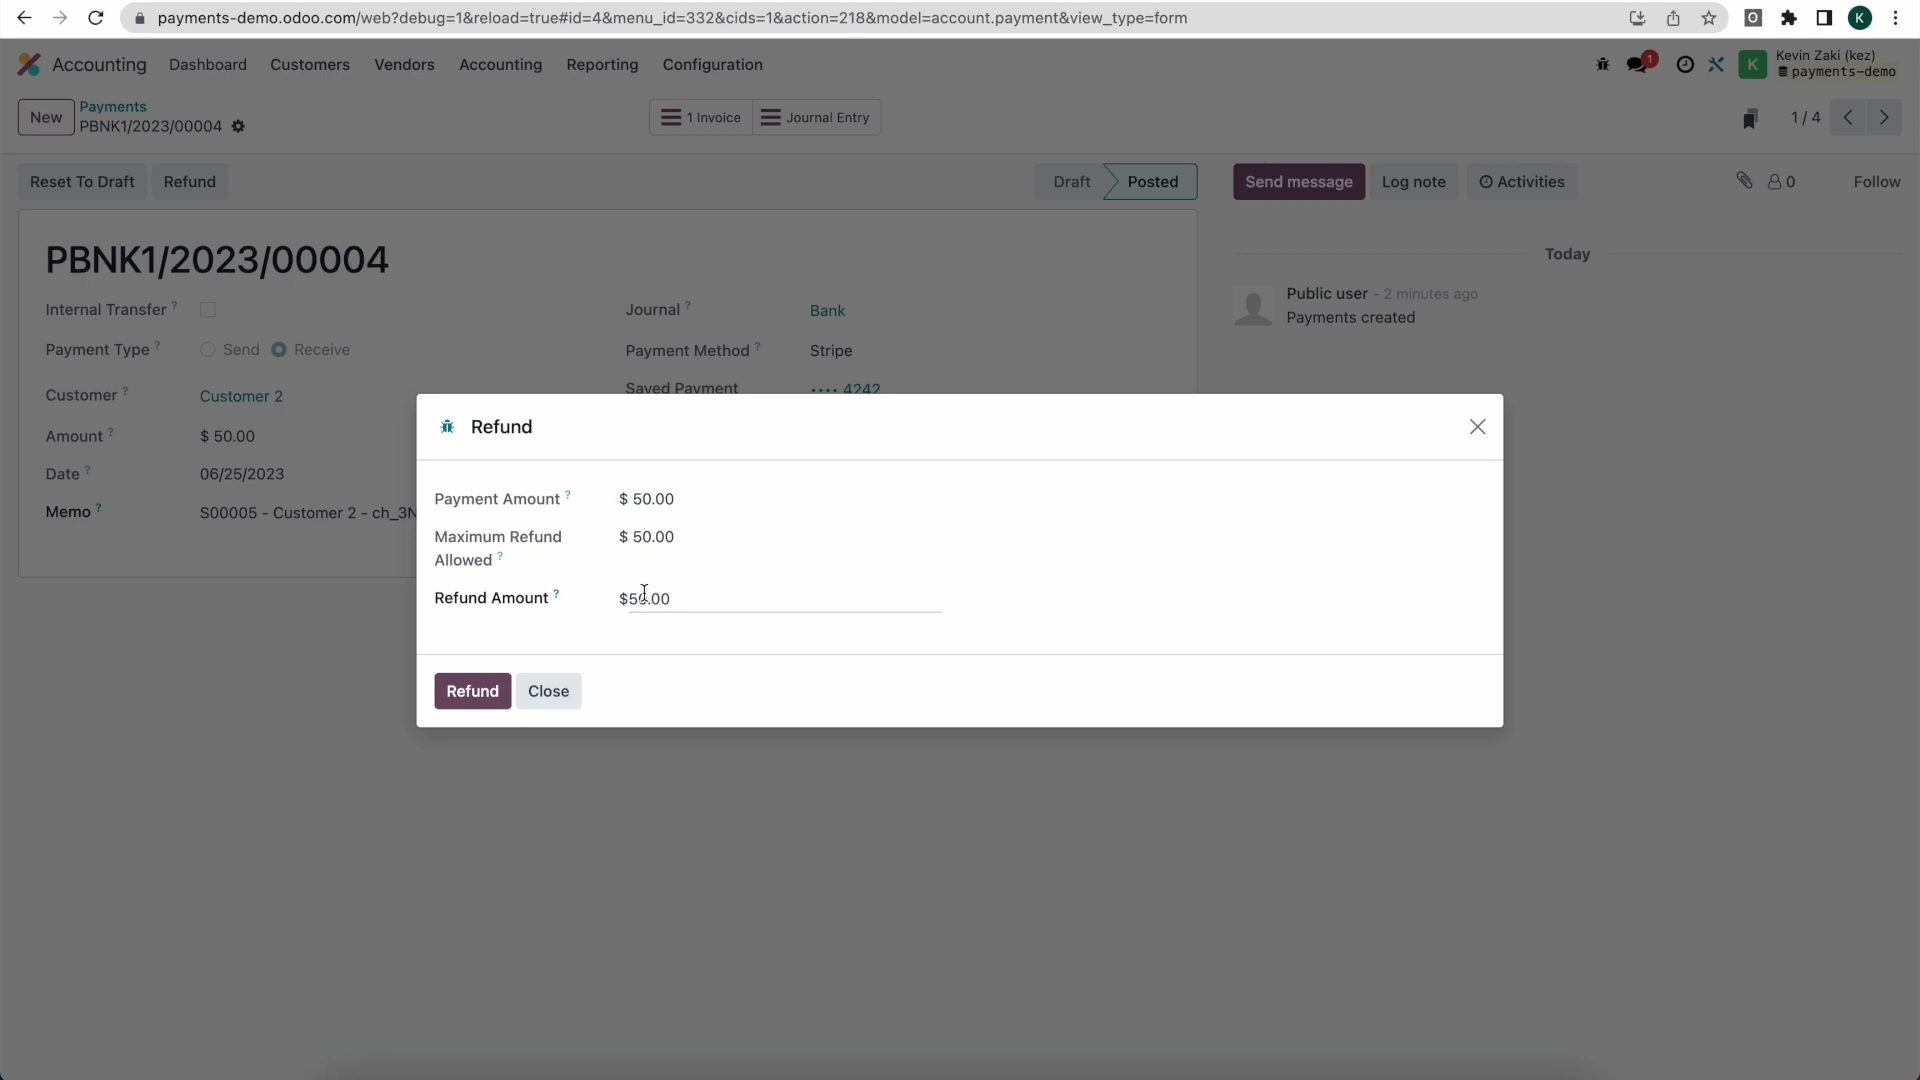 payments-demo.odoo.com/web?debug=1&reload=true#id=4&menu_id=332&cids=1&action=218&model=account.payment&view_type=form
O
K
Accounting Dashboard Customers Vendors Accounting Reporting Configuration
1
K
Kevin Zaki (kez)
payments-demo
New
Payments
PBNK1/2023/00004
1 Invoice
Journal Entry
1 / 4
Reset To Draft
Refund
Draft
Posted
Send message
Log note
Activities
0
Follow
PBNK1/2023/00004
Today
Internal Transfer ?
Journal ?
Bank
Public user - 2 minutes ago
Payments created
Payment Type ?
Send
Receive
Payment Method ?
Stripe
Customer ?
Customer 2
Saved Payment
•••• 4242
Amount ?
$ 50.00
Date ?
06/25/2023
Memo ?
S00005 - Customer 2 - ch_3N
Refund
Payment Amount ?
$ 50.00
Maximum Refund
Allowed ?
$ 50.00
Refund Amount ?
$50.00
Refund
Close